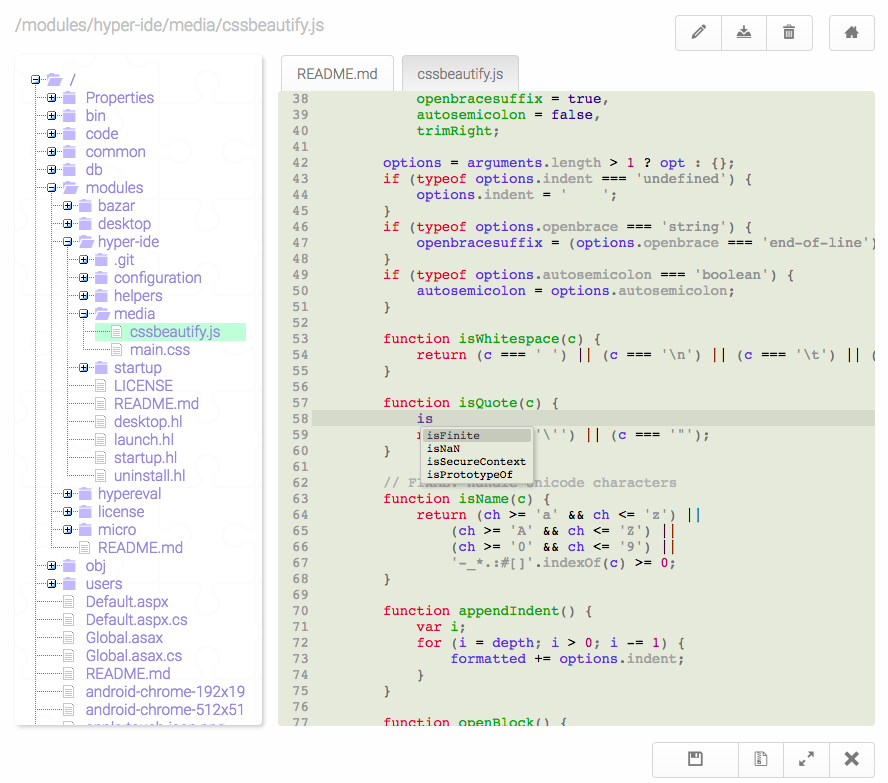 /modules/hyper-ide/media/cssbeautify.js
/
Properties
bin
code
common
db
modules
bazar
desktop
hyper-ide
.git
configuration
helpers
media
cssbeautify.js
main.css
startup
LICENSE
README.md
desktop.hl
launch.hl
startup.hl
uninstall.hl
hypereval
license
micro
README.md
obj
users
Default.aspx
Default.aspx.cs
Global.asax
Global.asax.cs
README.md
android-chrome-192x19
android-chrome-512x51
README.md
cssbeautify.js
38 openbracesuffix = true,
39 autosemicolon = false,
40 trimRight;
41
42 options = arguments.length > 1 ? opt : {};
43 if (typeof options.indent === 'undefined') {
44 options.indent = '    ';
45 }
46 if (typeof options.openbrace === 'string') {
47 openbracesuffix = (options.openbrace === 'end-of-line')
48 }
49 if (typeof options.autosemicolon === 'boolean') {
50 autosemicolon = options.autosemicolon;
51 }
52
53 function isWhitespace(c) {
54 return (c === ' ') || (c === '\n') || (c === '\t') || (
55 }
56
57 function isQuote(c) {
58 is
59 '\'') || (c === '"');
isFinite
isNaN
isSecureContext
isPrototypeOf
60 }
61
62 // unicode characters
63 function isName(c) {
64 return (ch >= 'a' && ch <= 'z') ||
65 (ch >= 'A' && ch <= 'Z') ||
66 (ch >= '0' && ch <= '9') ||
67 '-_*.:#[]'.indexOf(c) >= 0;
68 }
69
70 function appendIndent() {
71 var i;
72 for (i = depth; i > 0; i -= 1) {
73 formatted += options.indent;
74 }
75 }
76
77 function openBlock() {